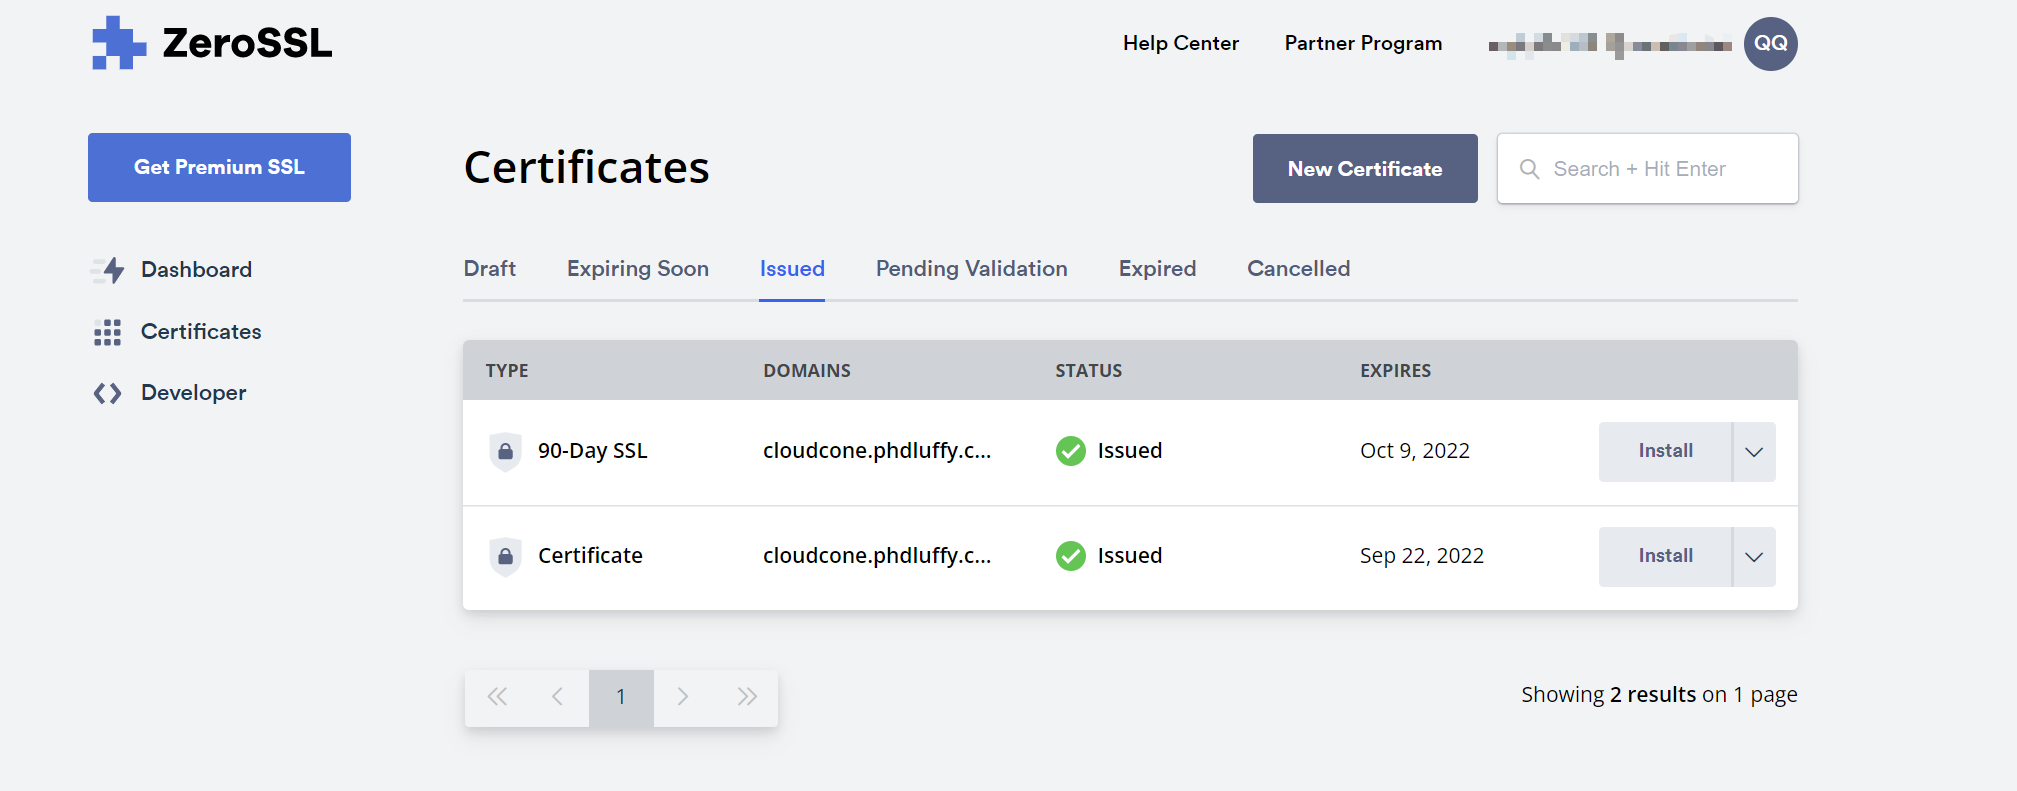 ZeroSSL
Help Center Partner Program QQ
Get Premium SSL
Certificates
New Certificate
Search + Hit Enter
Dashboard
Certificates
Developer
Draft Expiring Soon Issued Pending Validation Expired Cancelled
TYPE DOMAINS STATUS EXPIRES
90-Day SSL cloudcone.phdluffy.c... Issued Oct 9, 2022 Install
Certificate cloudcone.phdluffy.c... Issued Sep 22, 2022 Install
1
Showing 2 results on 1 page